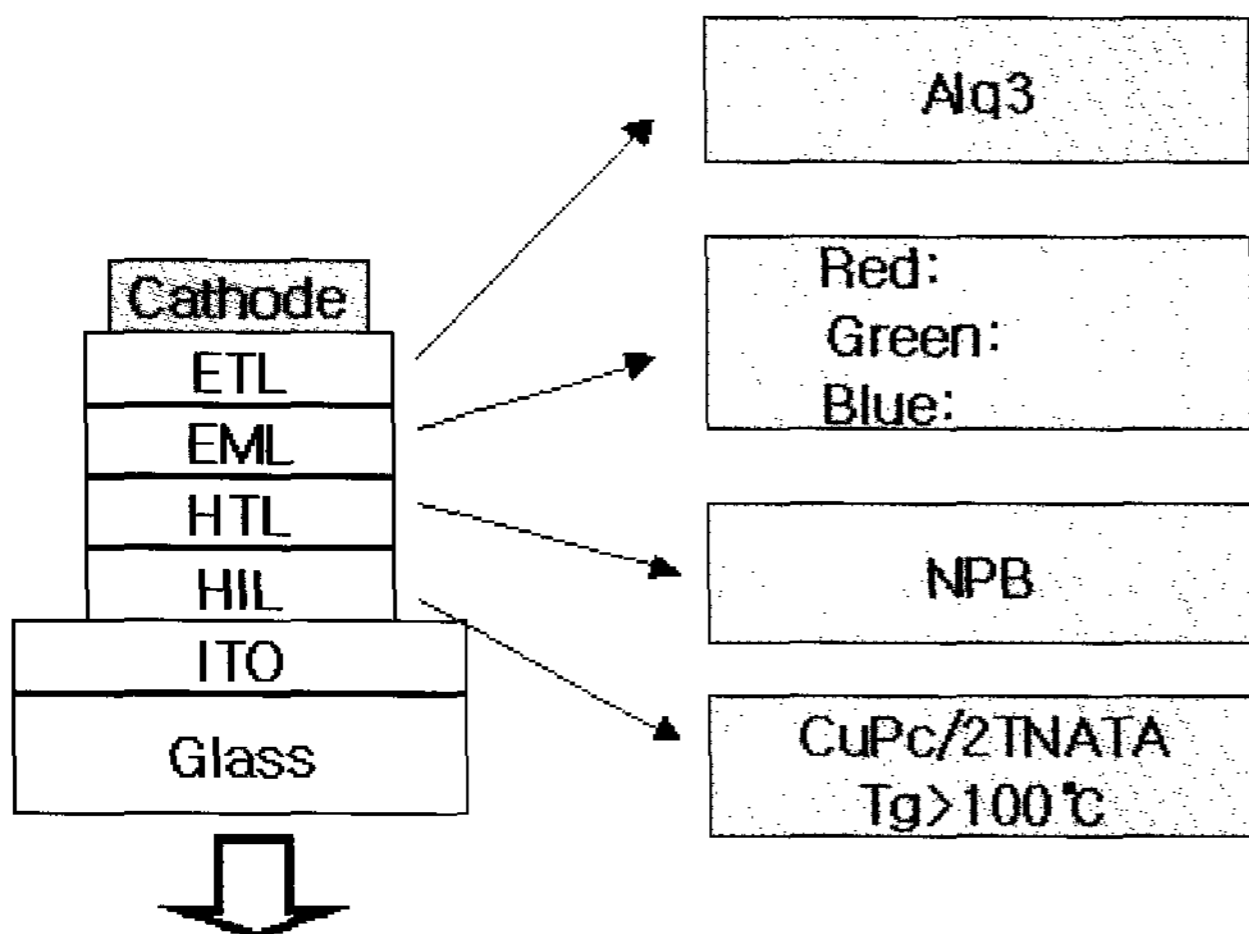 Alq3
Red:
Green:
Blue:
Cathode
ETL
EML
HTL
HIL
ITO
Glass
NPB
CuPc/2TNATA
Tg>100℃